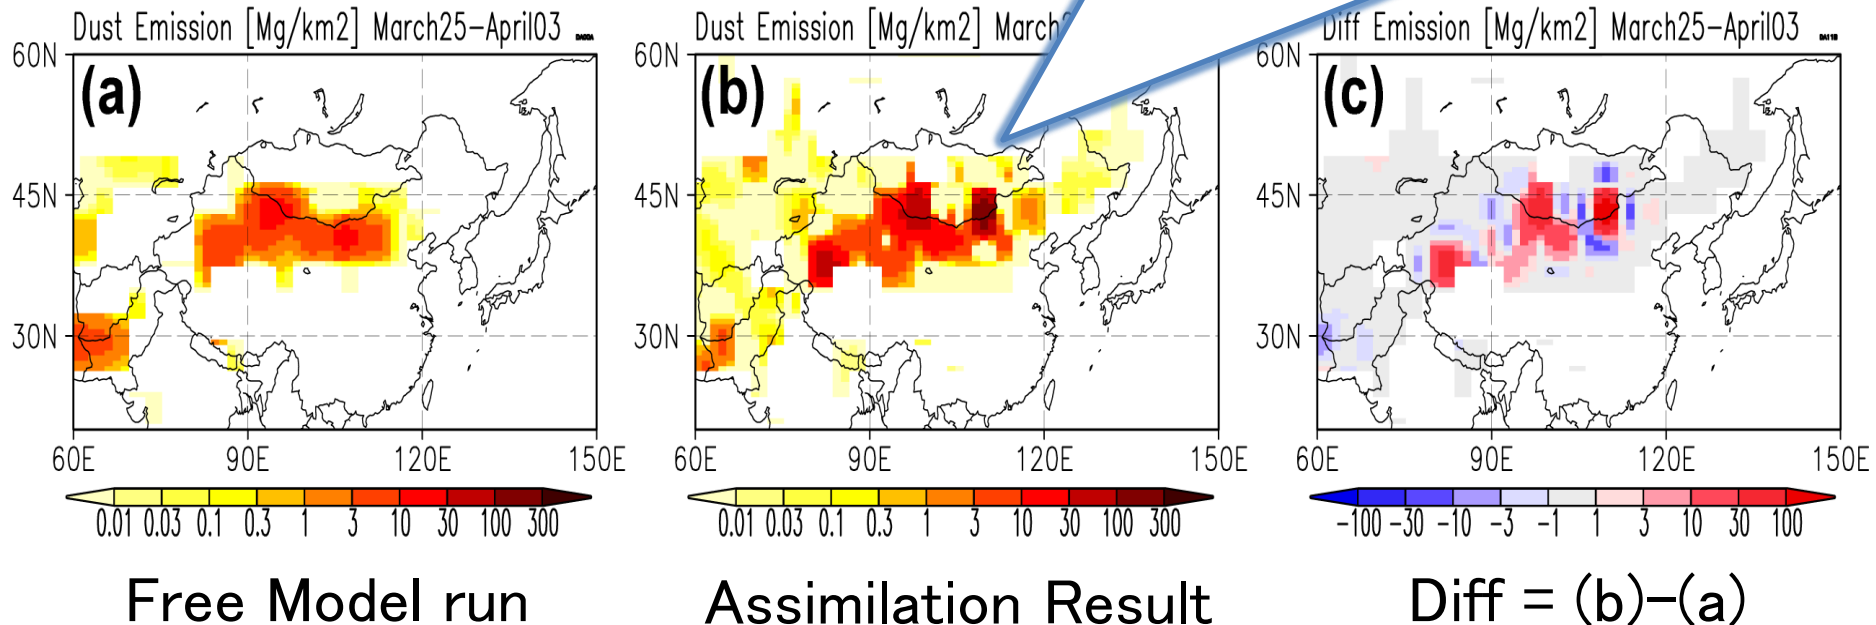 Dust Emission [Mg/km2] March25-April03
Dust Emission [Mg/km2] March
Diff Emission [Mg/km2] March25-April03
(a)
(b)
(c)
60N
45N
30N
60E 90E 120E 150E
60N
45N
30N
60E 90E 120E 150E
60N
45N
30N
60E 90E 120E 150E
0.01 0.03 0.1 0.3 1 3 10 30 100 300
0.01 0.03 0.1 0.3 1 3 10 30 100 300
-100 -30 -10 -3 -1 1 3 10 30 100
Free Model run
Assimilation Result
Diff = (b)-(a)